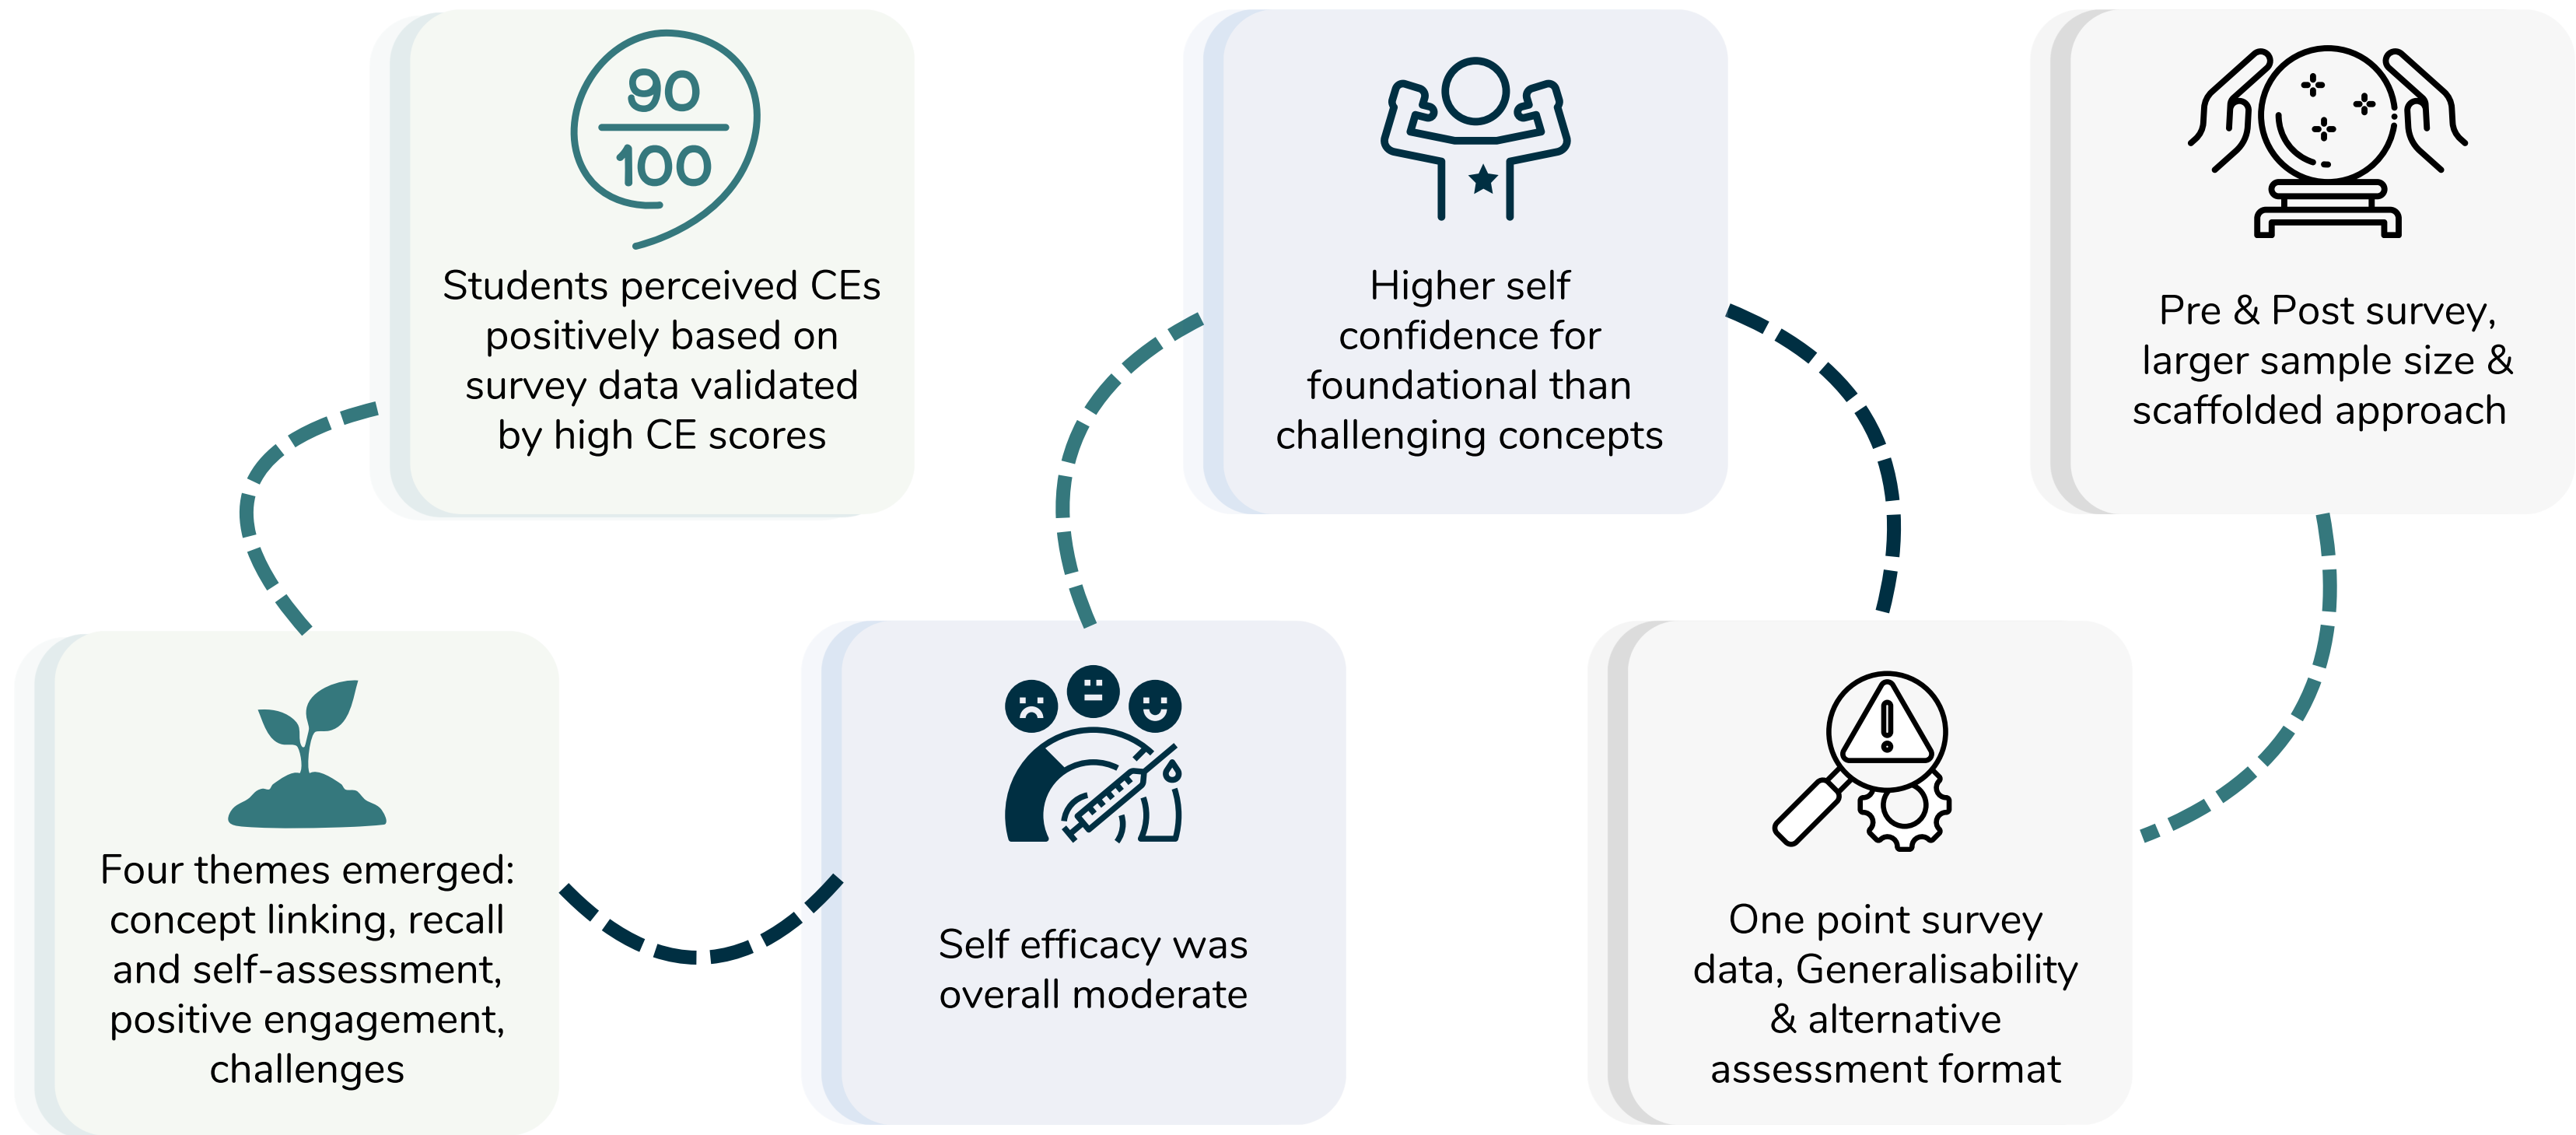 90
100
Students perceived CEs
positively based on
survey data validated
by high CE scores
Four themes emerged:
concept linking, recall
and self-assessment,
positive engagement,
challenges
Self efficacy was
overall moderate
Higher self
confidence for
foundational than
challenging concepts
One point survey
data, Generalisability
& alternative
assessment format
Pre & Post survey,
larger sample size &
scaffolded approach